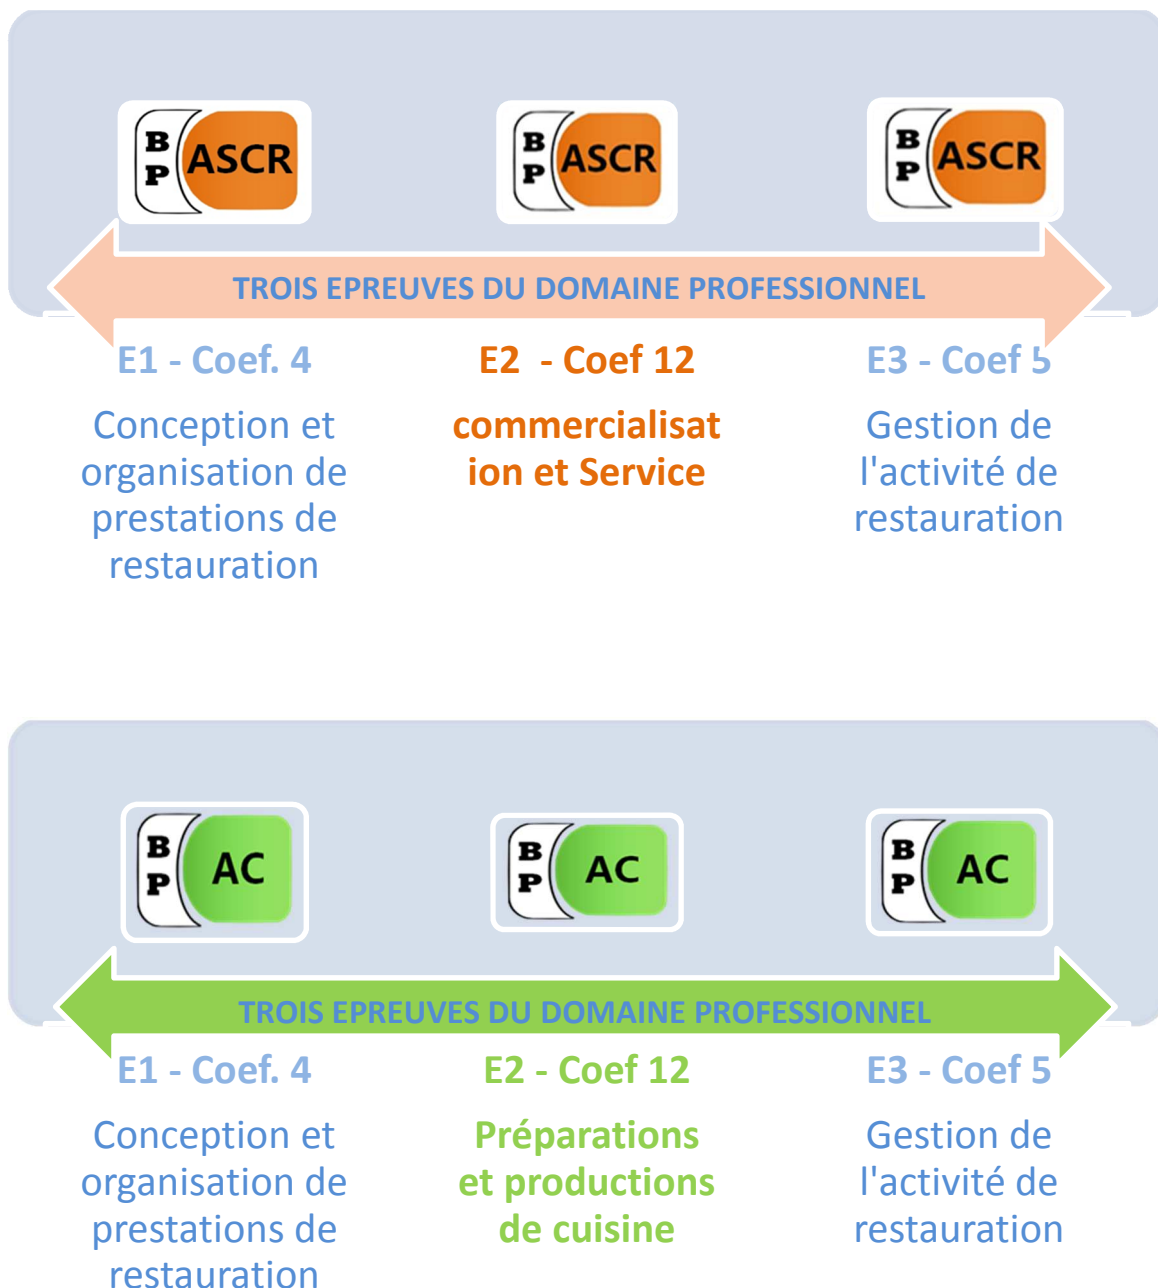 B
P
ASCR
B
P
ASCR
B
P
ASCR
TROIS EPREUVES DU DOMAINE PROFESSIONNEL
E1 - Coef. 4
Conception et
organisation de
prestations de
restauration
E2  - Coef 12
commercialisat
ion et Service
E3 - Coef 5
Gestion de
l'activité de
restauration
B
P
AC
B
P
AC
B
P
AC
TROIS EPREUVES DU DOMAINE PROFESSIONNEL
E1 - Coef. 4
Conception et
organisation de
prestations de
restauration
E2 - Coef 12
Préparations
et productions
de cuisine
E3 - Coef 5
Gestion de
l'activité de
restauration